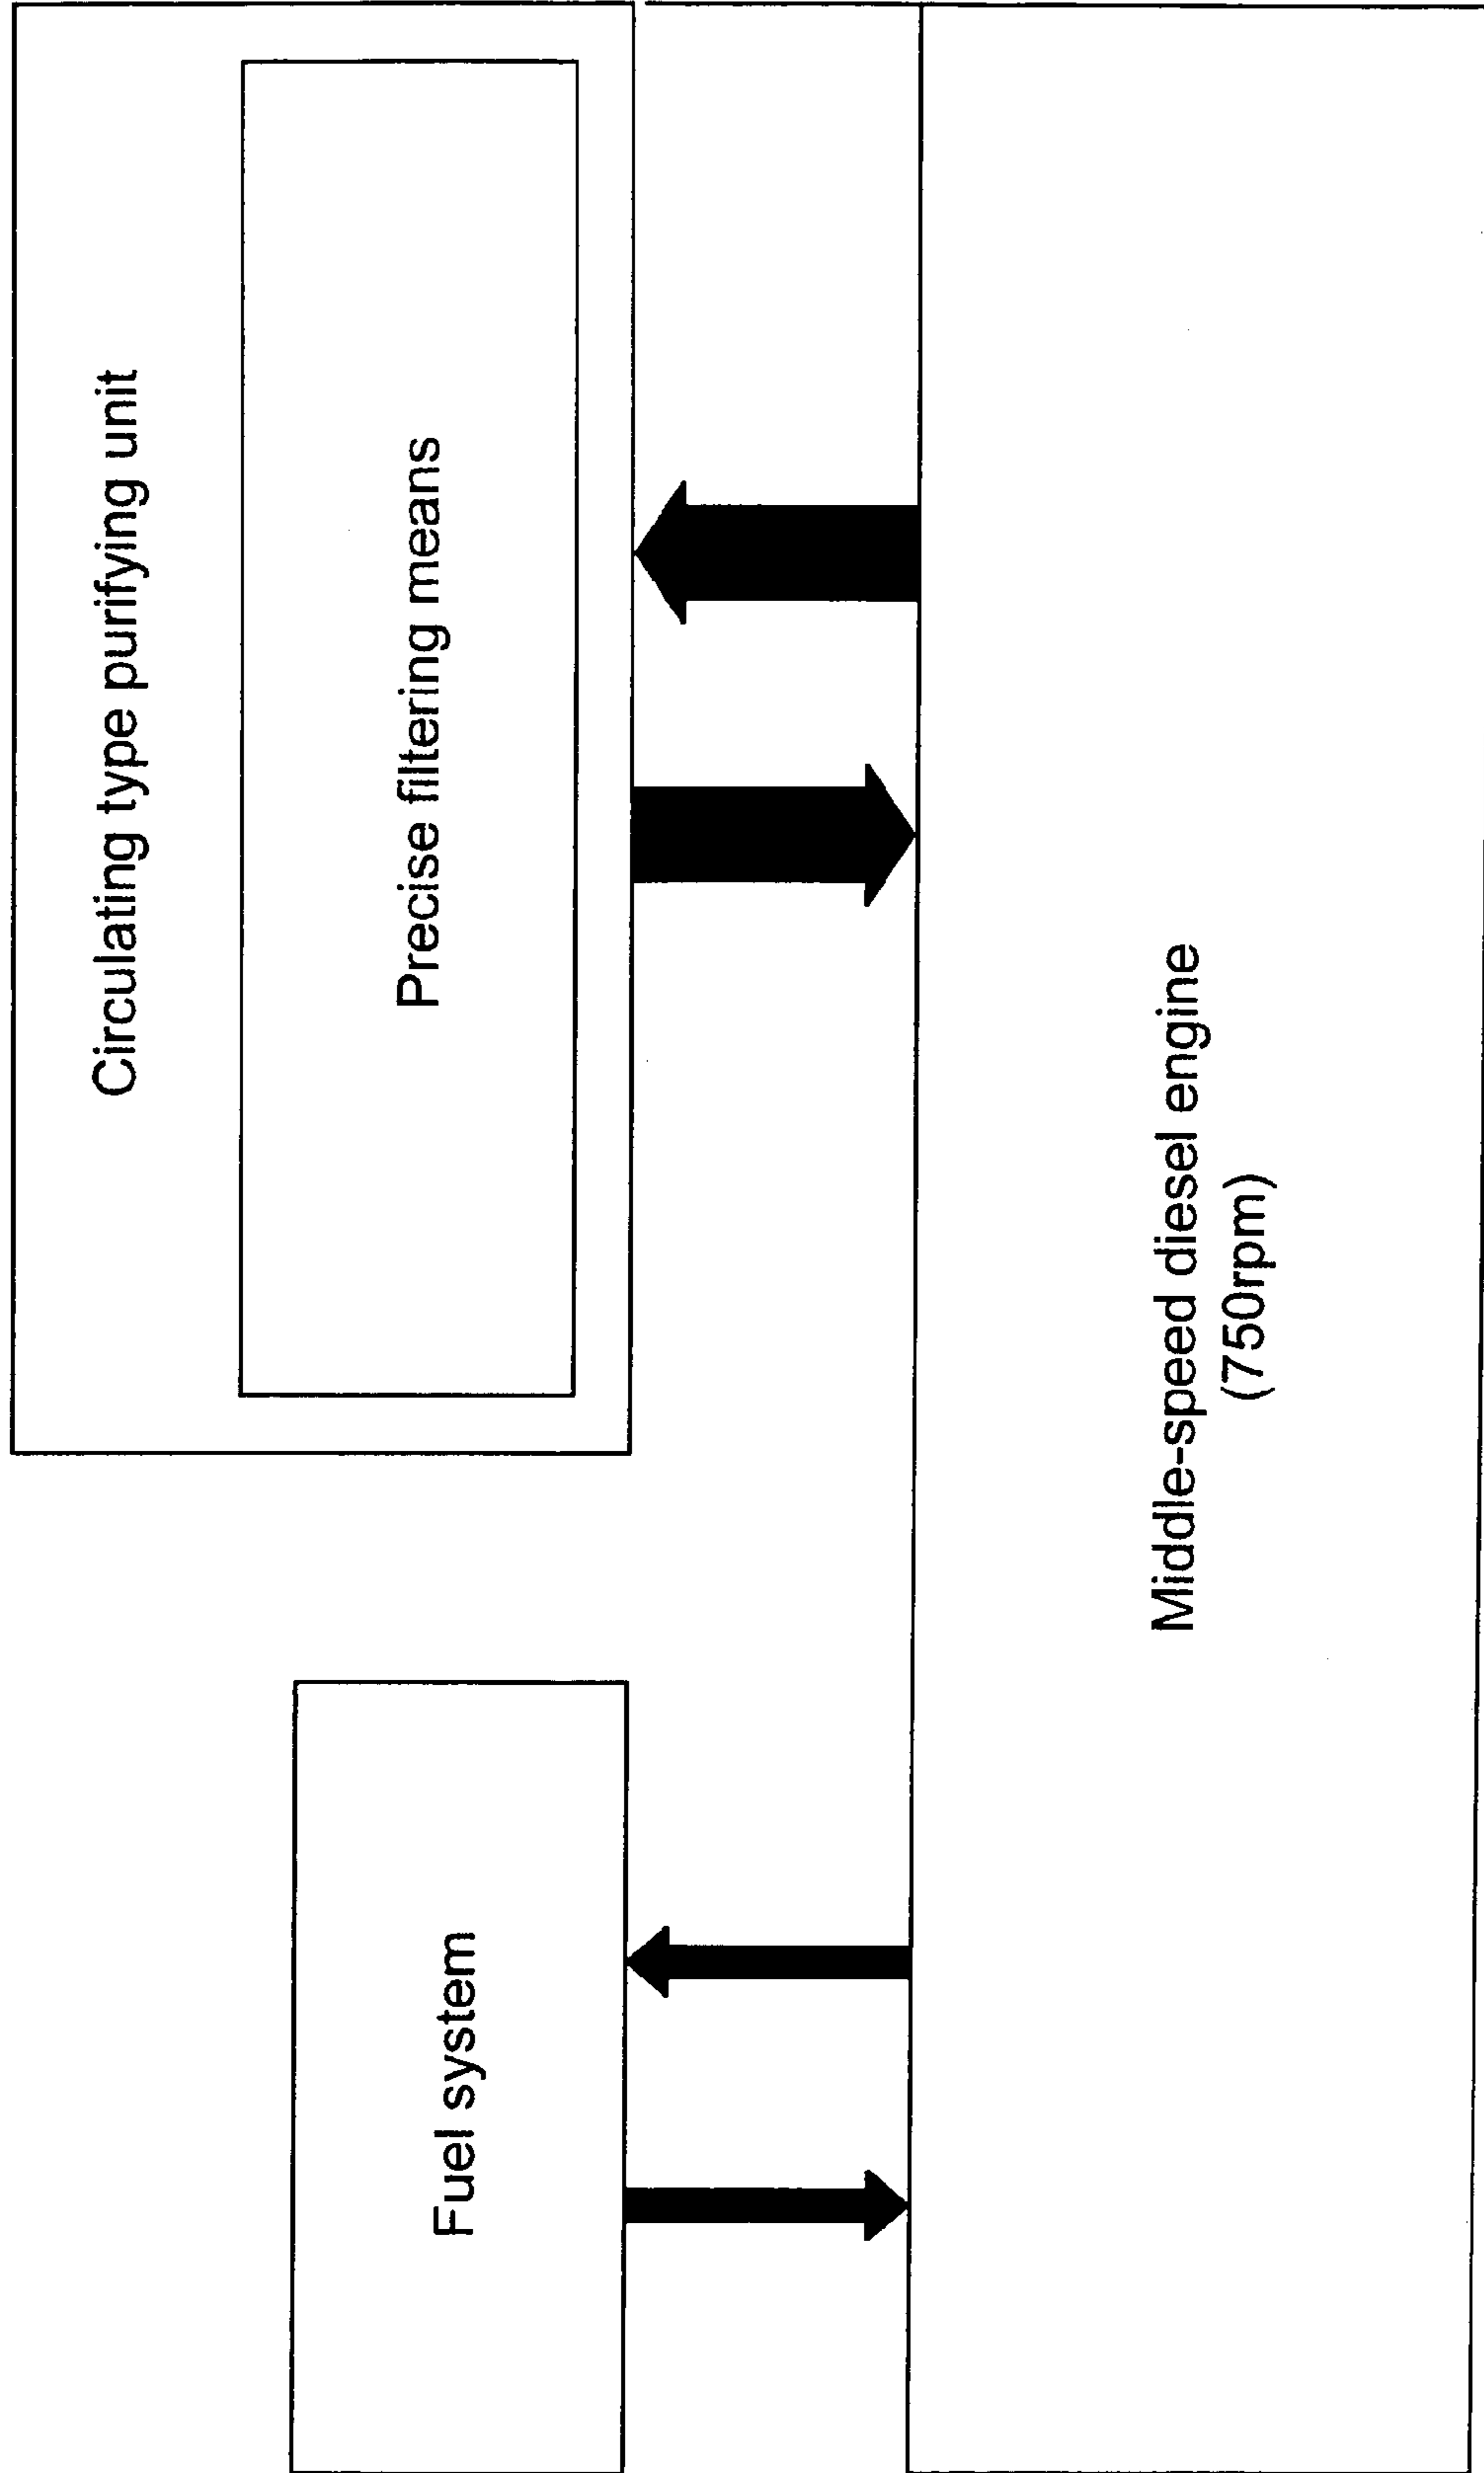 Circulating type purifying unit
Precise filtering means
Fuel system
Middle-speed diesel engine
(750rpm)